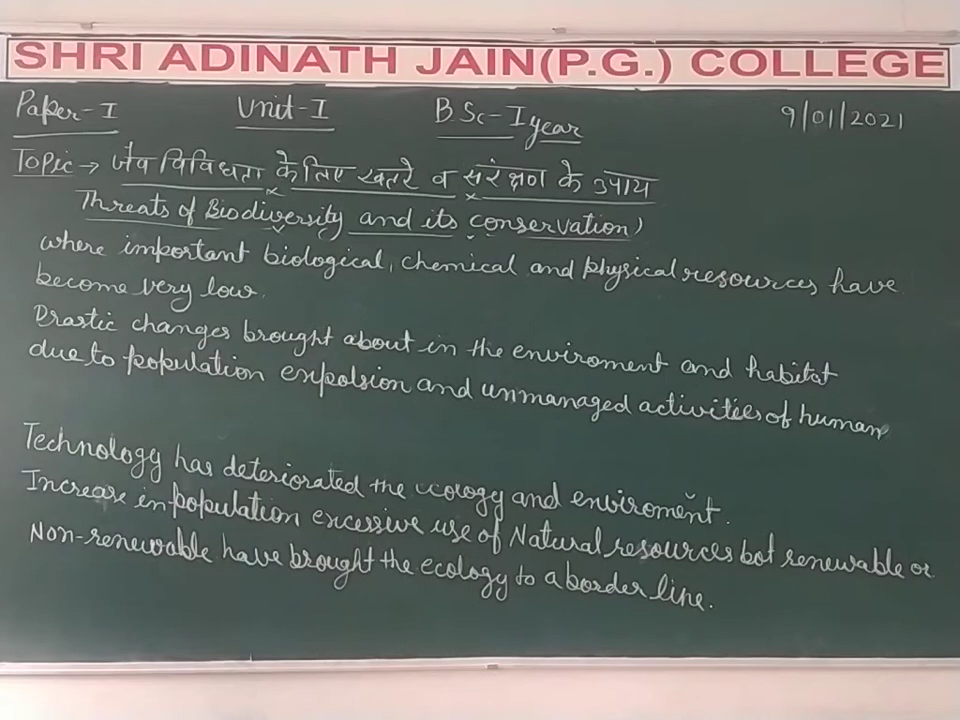 SHRI ADINATH JAIN(P.G.) COLLEGE
Paper-I Unit-I B.Sc-I year 9/01/2021
Topic → जैव विविधता के लिए खतरे व संरक्षण के उपाय
Threats of Biodiversity and its conservation)
where important biological, chemical and physical resources have
become very low.
Drastic changes brought about in the enviroment and habitat
due to population expolsion and unmanaged activities of human
Technology has deteriorated the ecology and enviroment.
Increase in population excessive use of Natural resources bot renewable or
Non-renewable have brought the ecology to a border line.